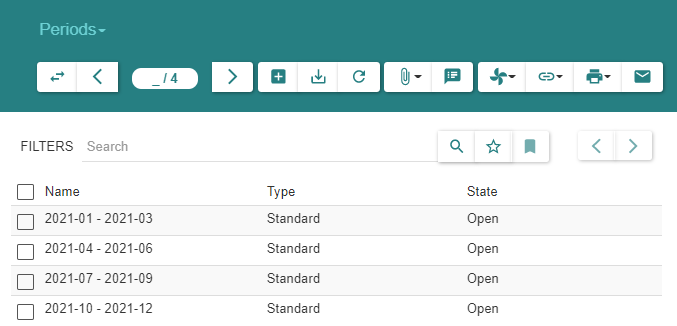 Periods
_ / 4
FILTERS Search
Name Type State
2021-01 - 2021-03 Standard Open
2021-04 - 2021-06 Standard Open
2021-07 - 2021-09 Standard Open
2021-10 - 2021-12 Standard Open